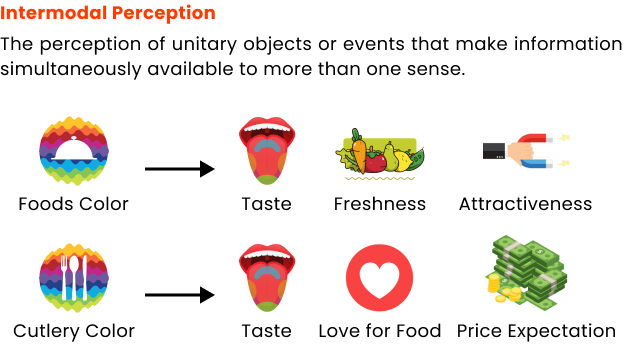 Intermodal Perception
The perception of unitary objects or events that make information
simultaneously available to more than one sense.
Foods Color
Taste
Freshness
Attractiveness
Cutlery Color
Taste
Love for Food
Price Expectation